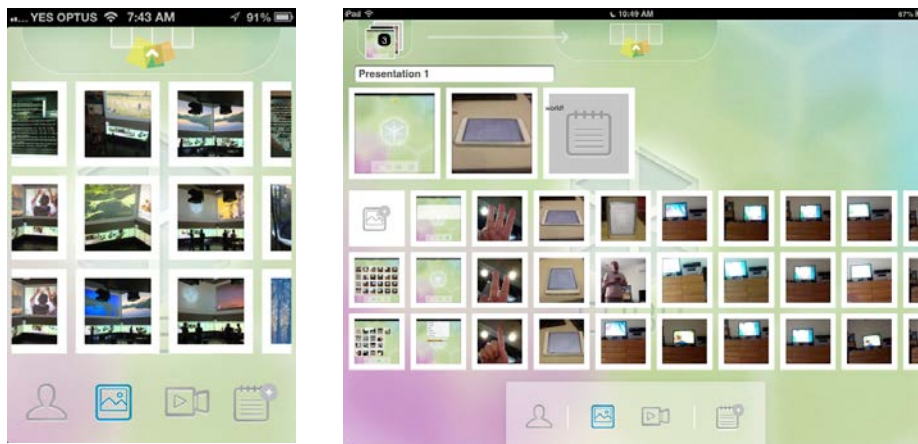 YES OPTUS 7:43 AM 91%
iPad 10:49 AM 87%
3
Presentation 1
world!